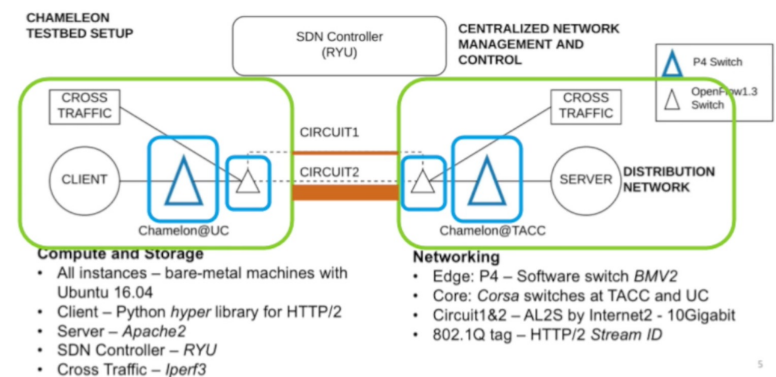 CHAMELEON
TESTBED SETUP
SDN Controller
(RYU)
CENTRALIZED NETWORK
MANAGEMENT AND
CONTROL
P4 Switch
OpenFlow1.3
Switch
CROSS
TRAFFIC
CIRCUIT1
CROSS
TRAFFIC
CLIENT
CIRCUIT2
SERVER
DISTRIBUTION
NETWORK
Chamelon@UC
Chamelon@TACC
Compute and Storage
• All instances – bare-metal machines with
Ubuntu 16.04
• Client – Python hyper library for HTTP/2
• Server – Apache2
• SDN Controller – RYU
• Cross Traffic – Iperf3
Networking
• Edge: P4 – Software switch BMV2
• Core: Corsa switches at TACC and UC
• Circuit1&2 – AL2S by Internet2 - 10Gigabit
• 802.1Q tag – HTTP/2 Stream ID
5